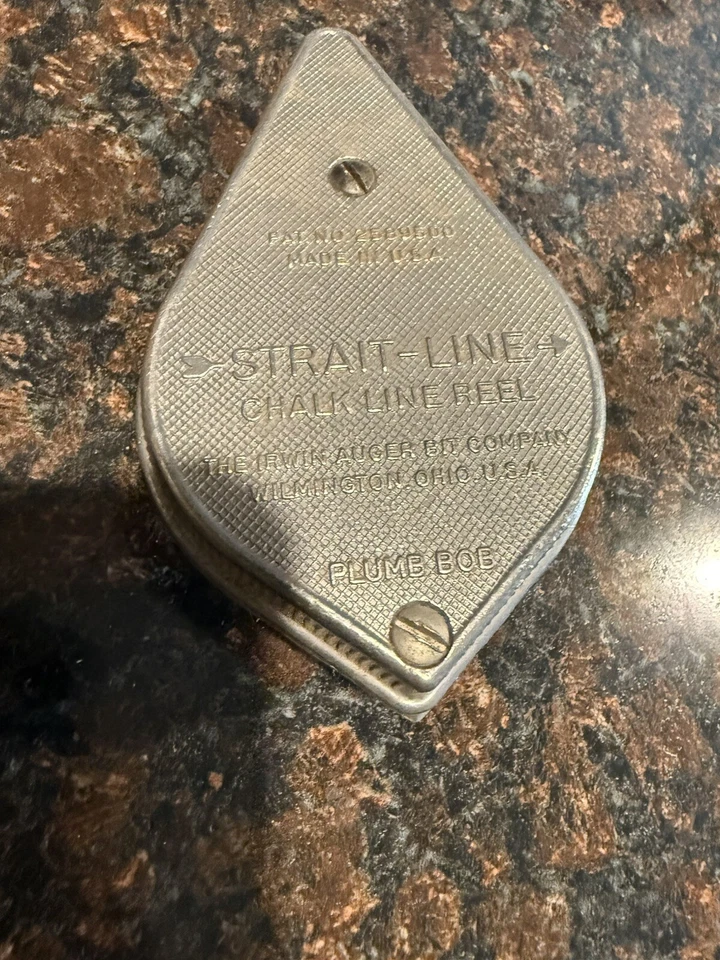 PAT. NO.
MADE IN U.S.A.
STRAIT-LINE
CHALK LINE REEL
THE IRWIN AUGER BIT COMPANY
WILMINGTON, OHIO, U.S.A.
PLUMB BOB